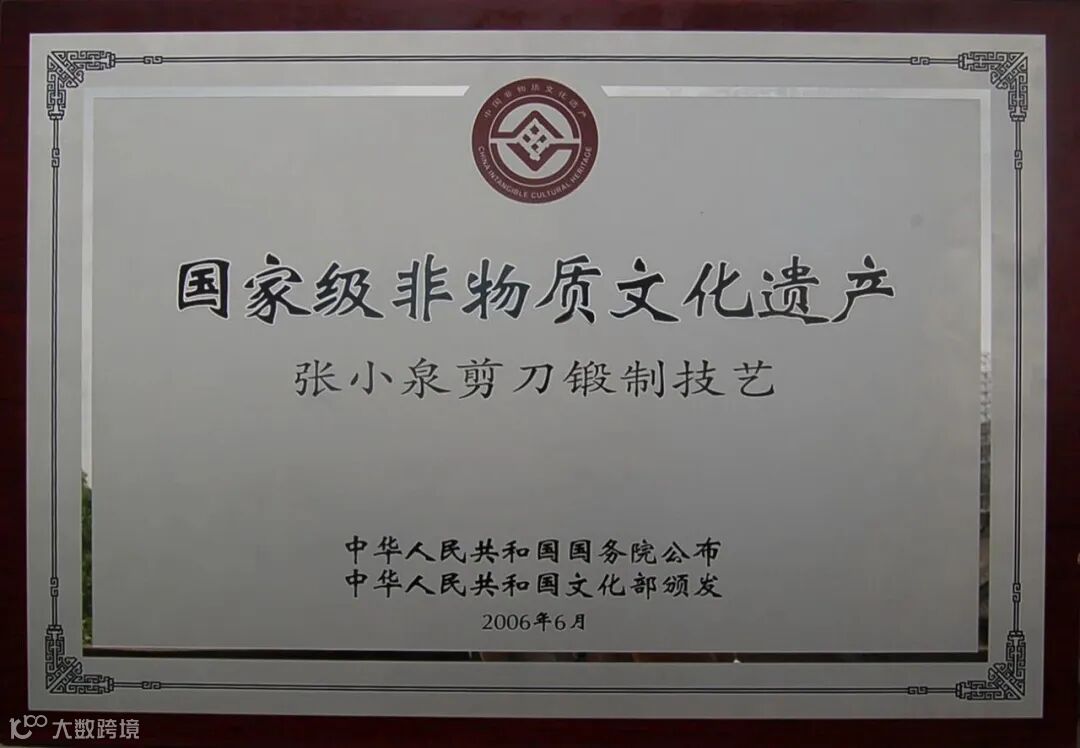 中国非物质文化遗产
CHINA INTANGIBLE CULTURAL HERITAGE
国家级非物质文化遗产
张小泉剪刀锻制技艺
中华人民共和国国务院公布
中华人民共和国文化部颁发
2006年6月
大数跨境